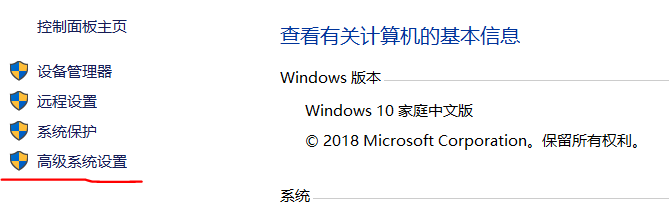 控制面板主页
设备管理器
远程设置
系统保护
高级系统设置
查看有关计算机的基本信息
Windows 版本
Windows 10 家庭中文版
© 2018 Microsoft Corporation。保留所有权利。
系统